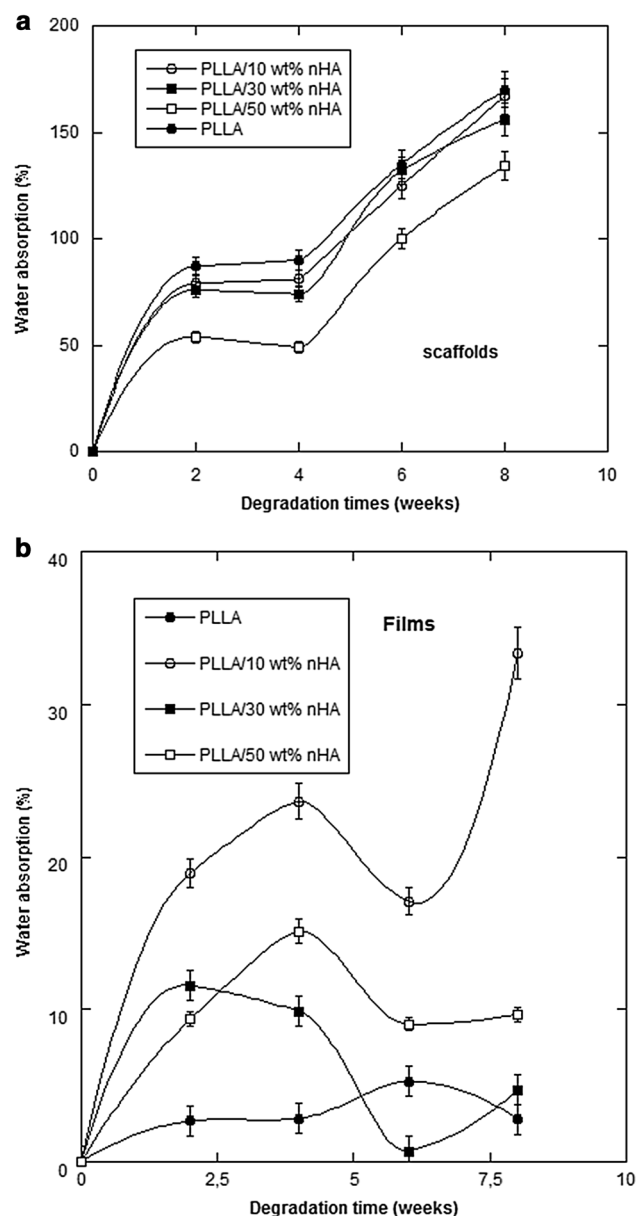 a
200
150
100
50
0
Water absorption (%)
PLLA/10 wt% nHA
PLLA/30 wt% nHA
PLLA/50 wt% nHA
PLLA
scaffolds
0 2 4 6 8 10
Degradation times (weeks)
b
40
30
20
10
0
Water absorption (%)
PLLA
PLLA/10 wt% nHA
PLLA/30 wt% nHA
PLLA/50 wt% nHA
Films
0 2,5 5 7,5 10
Degradation time (weeks)